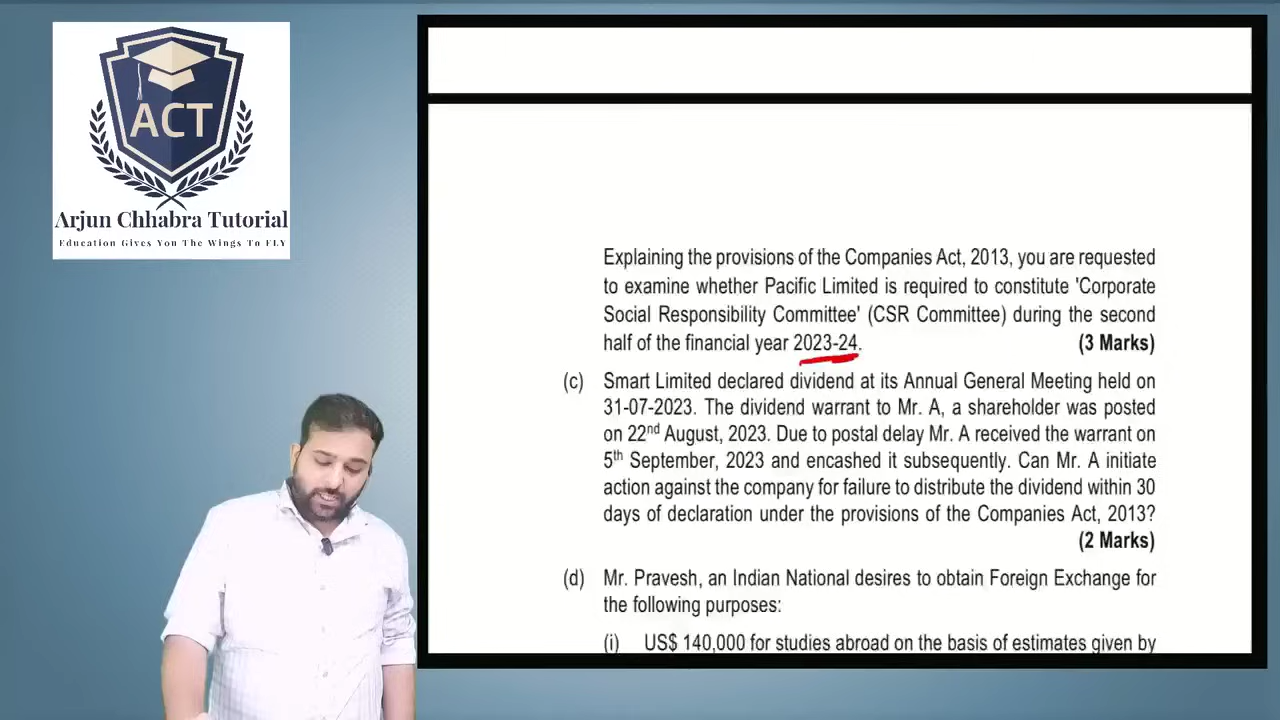 ACT
Arjun Chhabra Tutorial
Education Gives You The Wings To FLY
Explaining the provisions of the Companies Act, 2013, you are requested
to examine whether Pacific Limited is required to constitute 'Corporate
Social Responsibility Committee' (CSR Committee) during the second
half of the financial year 2023-24. (3 Marks)
(c) Smart Limited declared dividend at its Annual General Meeting held on
31-07-2023. The dividend warrant to Mr. A, a shareholder was posted
on 22nd August, 2023. Due to postal delay Mr. A received the warrant on
5th September, 2023 and encashed it subsequently. Can Mr. A initiate
action against the company for failure to distribute the dividend within 30
days of declaration under the provisions of the Companies Act, 2013?
(2 Marks)
(d) Mr. Pravesh, an Indian National desires to obtain Foreign Exchange for
the following purposes:
(i) US$ 140,000 for studies abroad on the basis of estimates given by